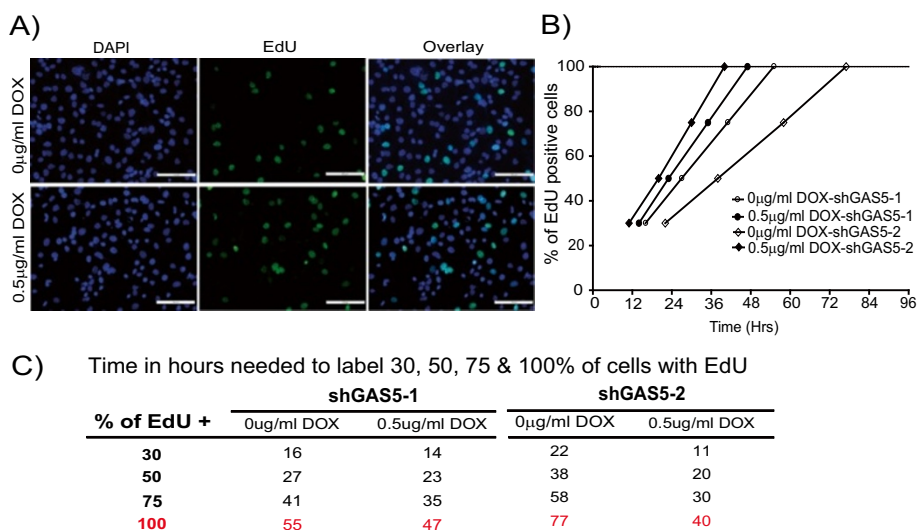 A)
DAPI EdU Overlay
0µg/ml DOX
0.5µg/ml DOX
B)
% of EdU positive cells
100
80
60
40
20
0
0 12 24 36 48 60 72 84 96
Time (Hrs)
0µg/ml DOX-shGAS5-1
0.5µg/ml DOX-shGAS5-1
0µg/ml DOX-shGAS5-2
0.5µg/ml DOX-shGAS5-2
C) Time in hours needed to label 30, 50, 75 & 100% of cells with EdU
shGAS5-1 shGAS5-2
% of EdU + 0ug/ml DOX 0.5ug/ml DOX 0µg/ml DOX 0.5ug/ml DOX
30 16 14 22 11
50 27 23 38 20
75 41 35 58 30
100 55 47 77 40